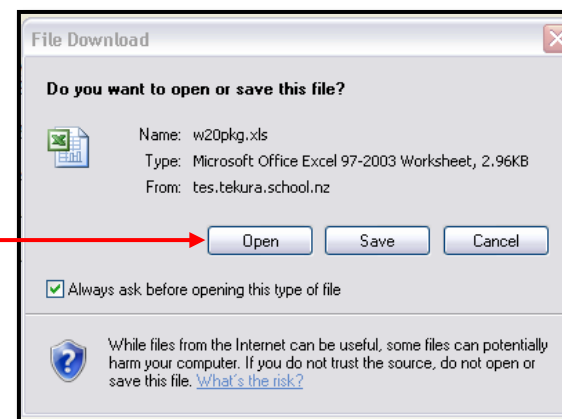 File Download
Do you want to open or save this file?
Name: w20pkg.xls
Type: Microsoft Office Excel 97-2003 Worksheet, 2.96KB
From: tes.tekura.school.nz
Open Save Cancel
Always ask before opening this type of file
While files from the Internet can be useful, some files can potentially
harm your computer. If you do not trust the source, do not open or
save this file. What's the risk?